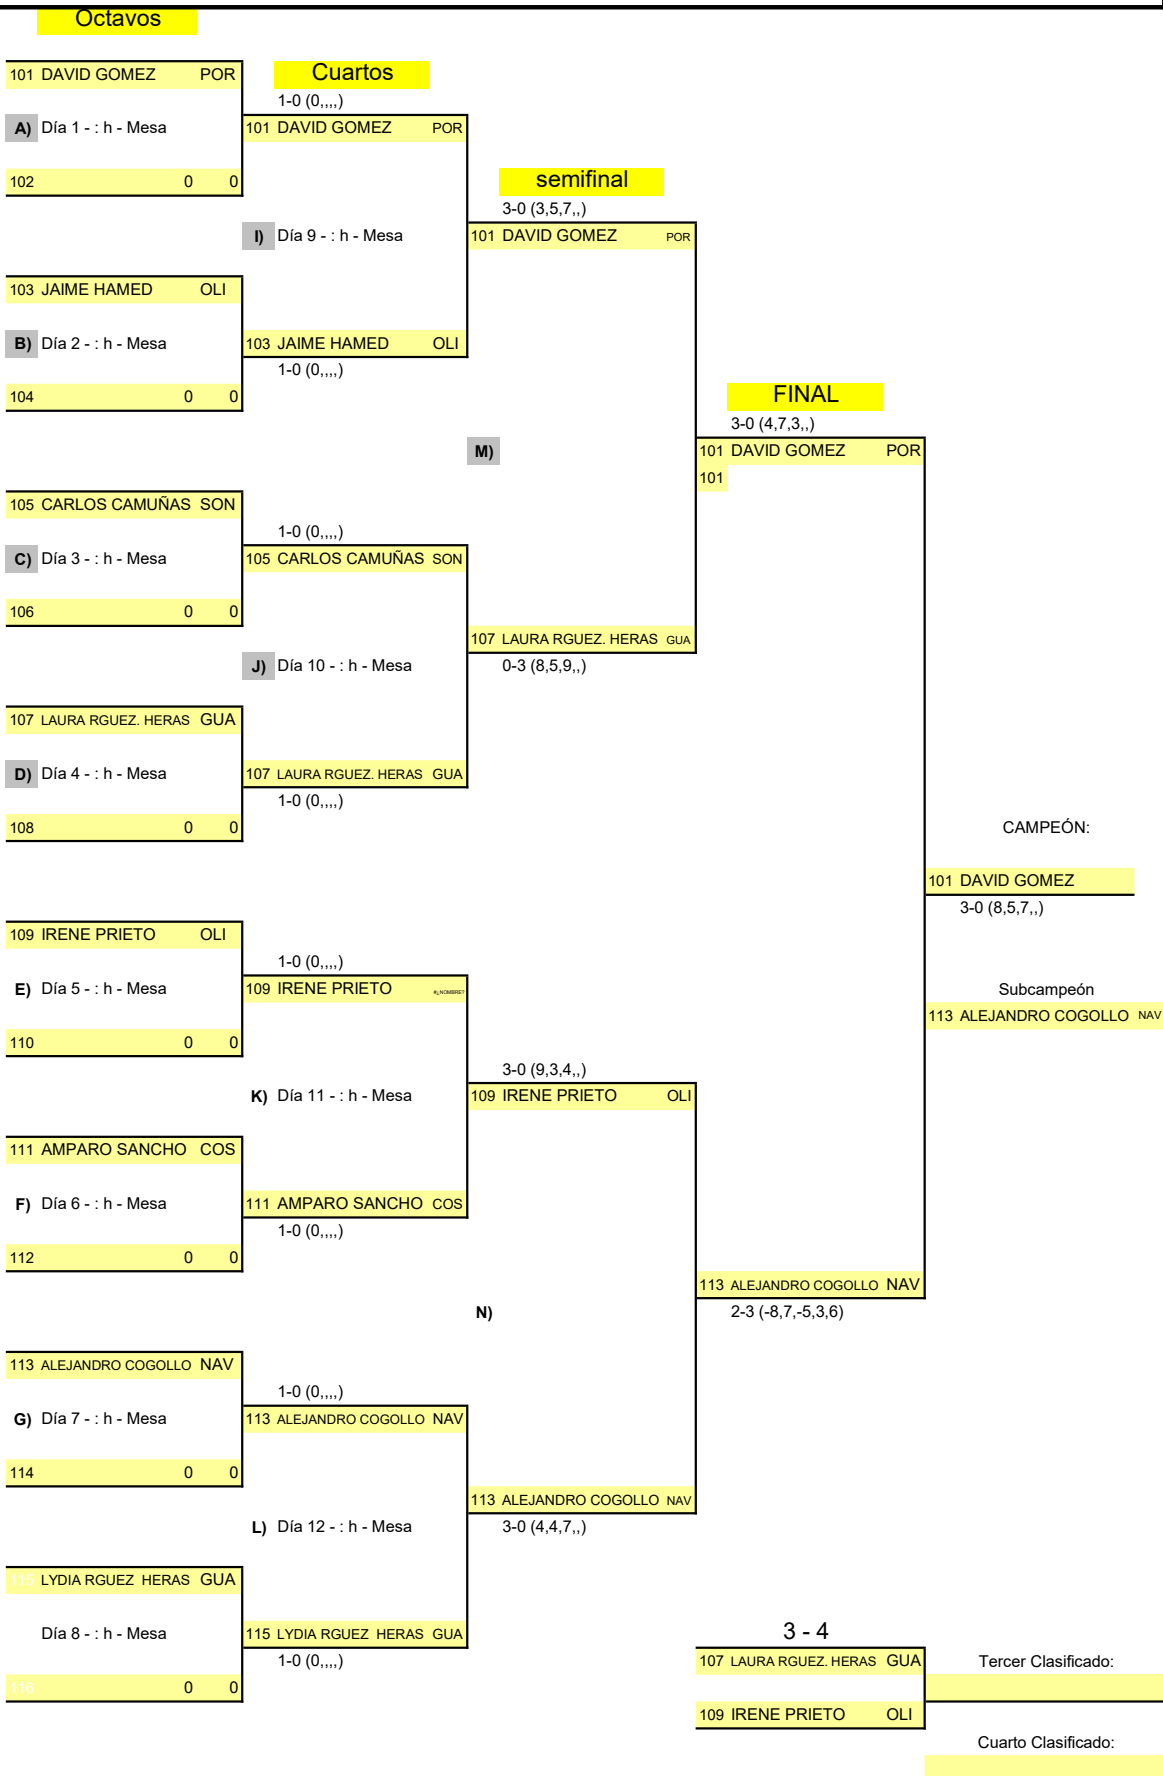 Octavos
101 DAVID GOMEZ POR
Cuartos
1-0 (0,,,,)
A) Día 1 - : h - Mesa
101 DAVID GOMEZ POR
102 0 0
semifinal
3-0 (3,5,7,,)
I) Día 9 - : h - Mesa
101 DAVID GOMEZ POR
103 JAIME HAMED OLI
B) Día 2 - : h - Mesa
103 JAIME HAMED OLI
1-0 (0,,,,)
104 0 0
FINAL
3-0 (4,7,3,,)
M)
101 DAVID GOMEZ POR
101
105 CARLOS CAMUÑAS SON
1-0 (0,,,,)
C) Día 3 - : h - Mesa
105 CARLOS CAMUÑAS SON
106 0 0
107 LAURA RGUEZ. HERAS GUA
J) Día 10 - : h - Mesa
0-3 (8,5,9,,)
107 LAURA RGUEZ. HERAS GUA
D) Día 4 - : h - Mesa
107 LAURA RGUEZ. HERAS GUA
1-0 (0,,,,)
108 0 0
CAMPEÓN:
101 DAVID GOMEZ
3-0 (8,5,7,,)
109 IRENE PRIETO OLI
1-0 (0,,,,)
E) Día 5 - : h - Mesa
109 IRENE PRIETO #¿NOMBRE?
Subcampeón
113 ALEJANDRO COGOLLO NAV
110 0 0
3-0 (9,3,4,,)
K) Día 11 - : h - Mesa
109 IRENE PRIETO OLI
111 AMPARO SANCHO COS
F) Día 6 - : h - Mesa
111 AMPARO SANCHO COS
1-0 (0,,,,)
112 0 0
113 ALEJANDRO COGOLLO NAV
N)
2-3 (-8,7,-5,3,6)
113 ALEJANDRO COGOLLO NAV
1-0 (0,,,,)
G) Día 7 - : h - Mesa
113 ALEJANDRO COGOLLO NAV
114 0 0
113 ALEJANDRO COGOLLO NAV
L) Día 12 - : h - Mesa
3-0 (4,4,7,,)
115 LYDIA RGUEZ HERAS GUA
Día 8 - : h - Mesa
115 LYDIA RGUEZ HERAS GUA
3 - 4
1-0 (0,,,,)
107 LAURA RGUEZ. HERAS GUA
Tercer Clasificado:
116 0 0
109 IRENE PRIETO OLI
Cuarto Clasificado: